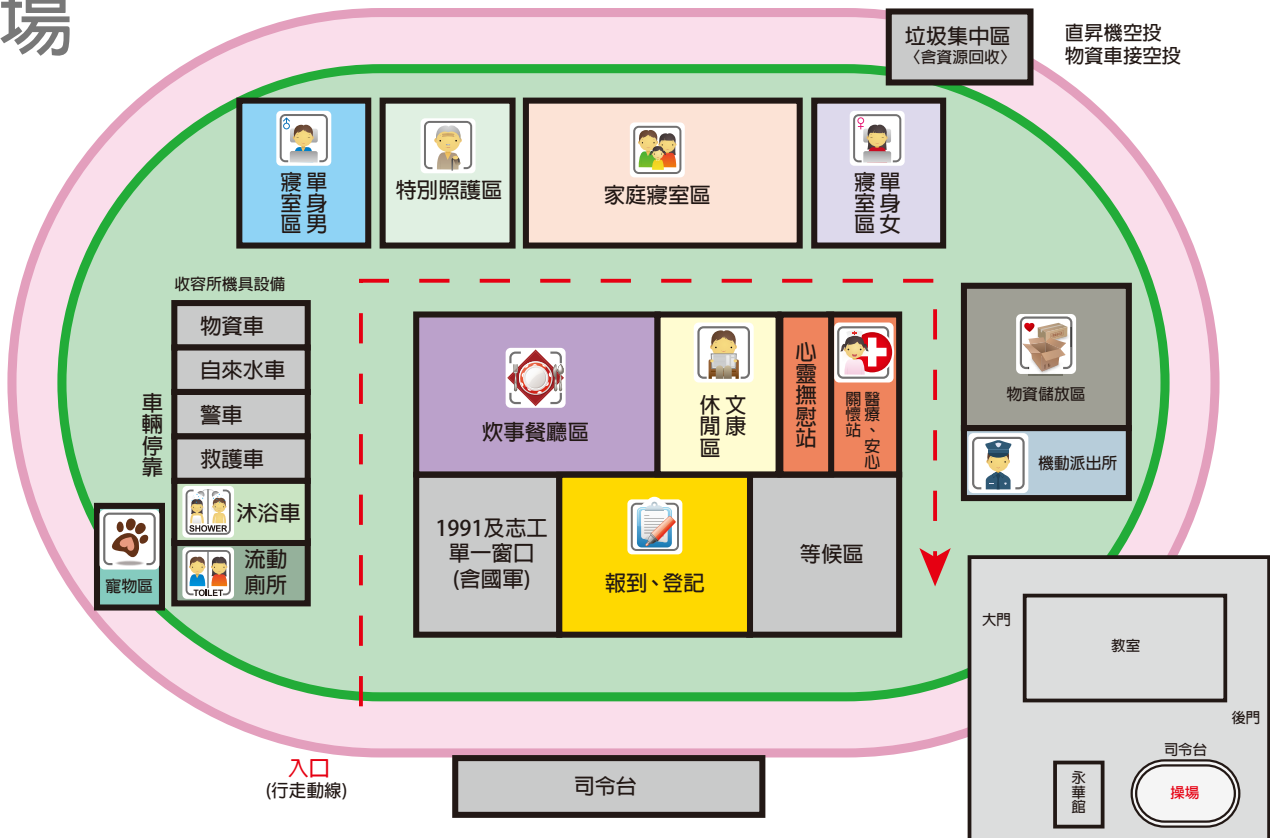 場
垃圾集中區
〈含資源回收〉
直昇機空投
物資車接空投
單身男
寢室區
特別照護區
家庭寢室區
單身女
寢室區
收容所機具設備
物資車
自來水車
警車
救護車
SHOWER
沐浴車
TOILET
流動
廁所
車輛停靠
寵物區
炊事餐廳區
文康
休閒區
心靈撫慰站
醫療、安心
關懷站
1991及志工
單一窗口
(含國軍)
報到、登記
等候區
物資儲放區
機動派出所
入口
(行走動線)
司令台
大門
教室
後門
司令台
永華館
操場